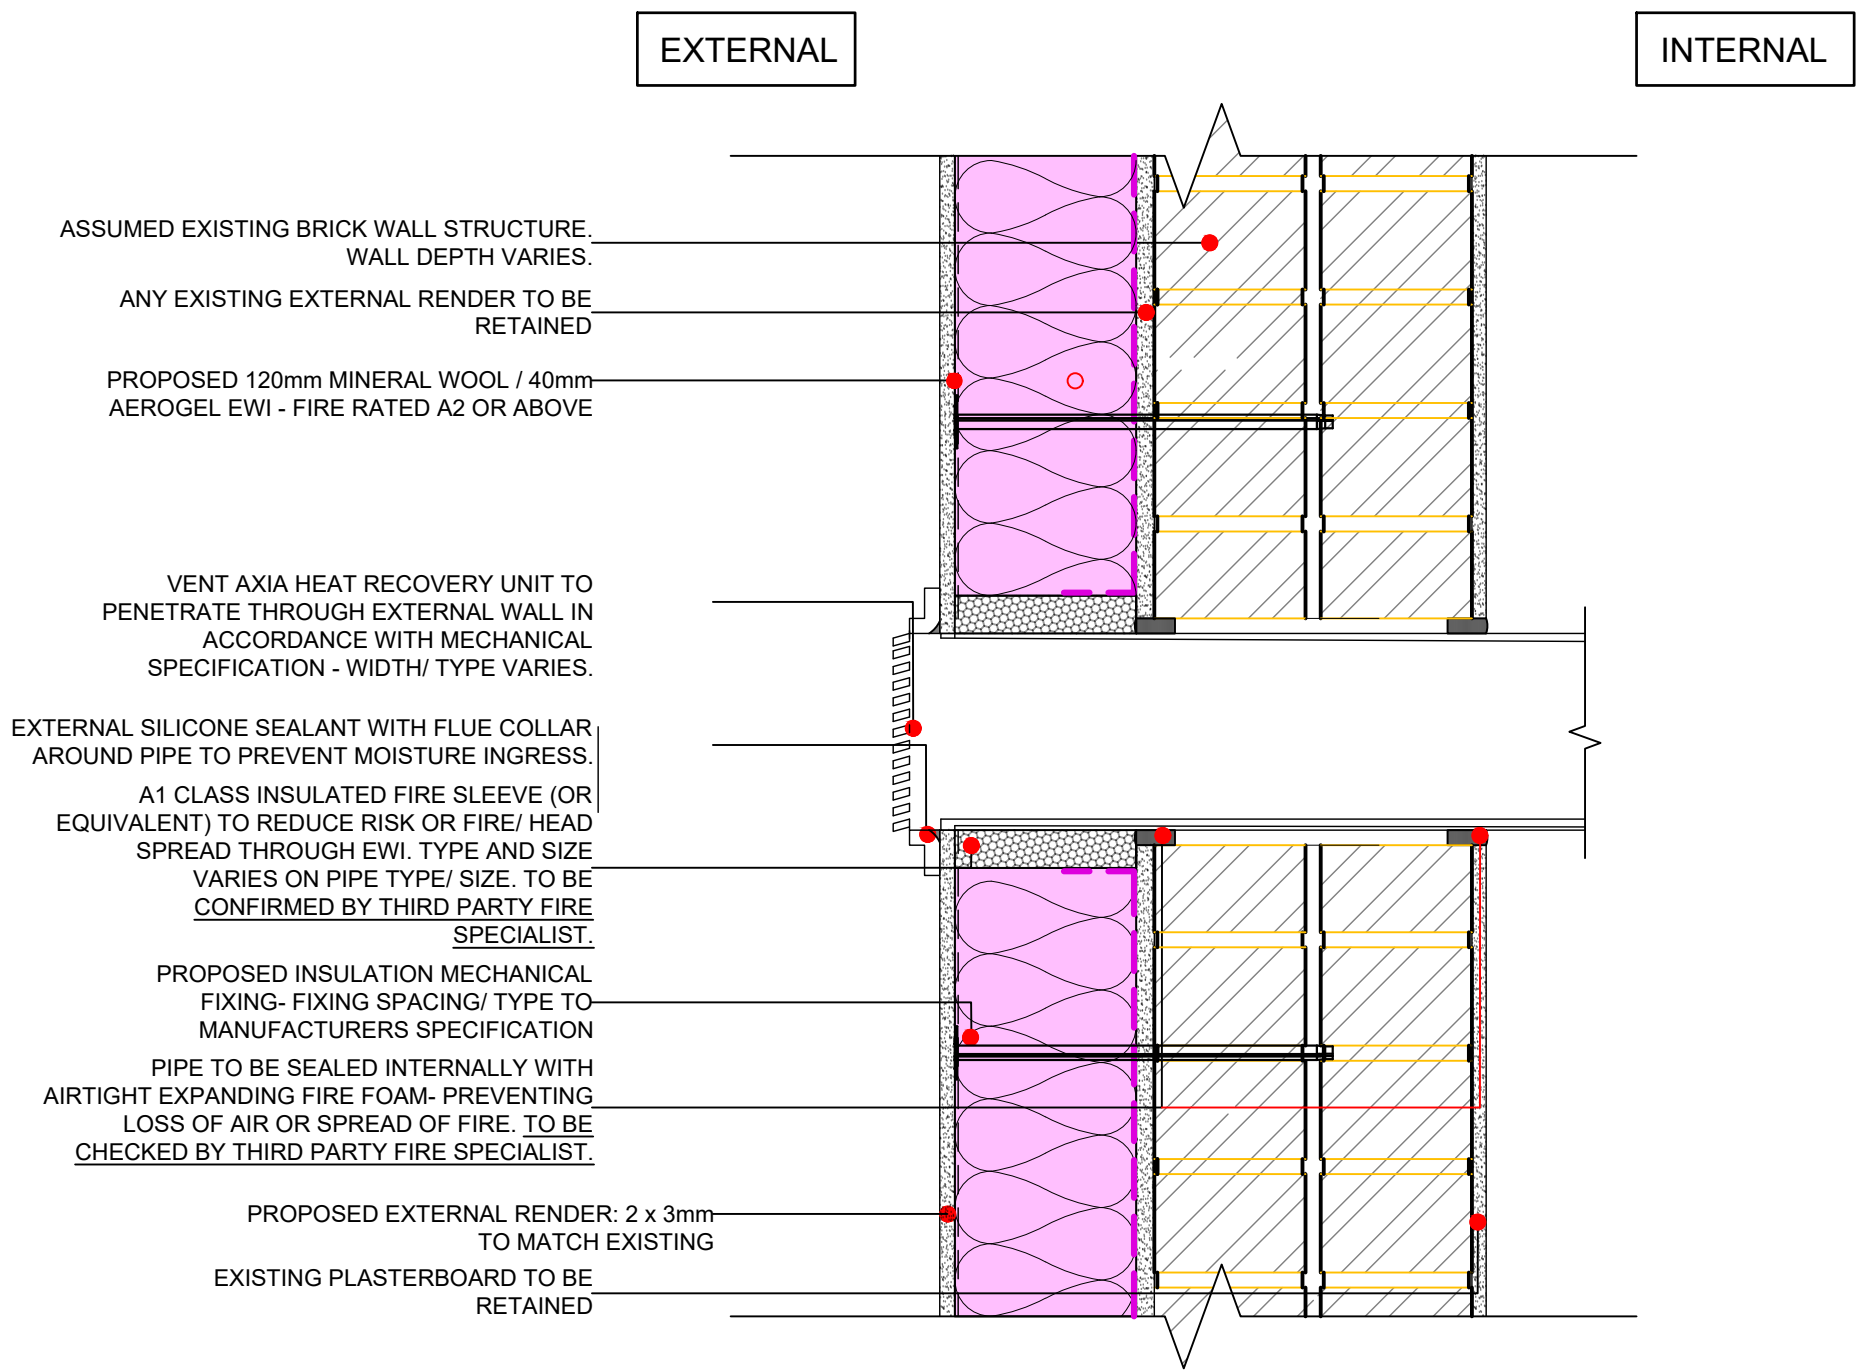 EXTERNAL
INTERNAL
ASSUMED EXISTING BRICK WALL STRUCTURE.
WALL DEPTH VARIES.
ANY EXISTING EXTERNAL RENDER TO BE
RETAINED
PROPOSED 120mm MINERAL WOOL / 40mm
AEROGEL EWI - FIRE RATED A2 OR ABOVE
VENT AXIA HEAT RECOVERY UNIT TO
PENETRATE THROUGH EXTERNAL WALL IN
ACCORDANCE WITH MECHANICAL
SPECIFICATION - WIDTH/ TYPE VARIES.
EXTERNAL SILICONE SEALANT WITH FLUE COLLAR
AROUND PIPE TO PREVENT MOISTURE INGRESS.
A1 CLASS INSULATED FIRE SLEEVE (OR
EQUIVALENT) TO REDUCE RISK OR FIRE/ HEAD
SPREAD THROUGH EWI. TYPE AND SIZE
VARIES ON PIPE TYPE/ SIZE. TO BE
CONFIRMED BY THIRD PARTY FIRE
SPECIALIST.
PROPOSED INSULATION MECHANICAL
FIXING- FIXING SPACING/ TYPE TO
MANUFACTURERS SPECIFICATION
PIPE TO BE SEALED INTERNALLY WITH
AIRTIGHT EXPANDING FIRE FOAM- PREVENTING
LOSS OF AIR OR SPREAD OF FIRE. TO BE
CHECKED BY THIRD PARTY FIRE SPECIALIST.
PROPOSED EXTERNAL RENDER: 2 x 3mm
TO MATCH EXISTING
EXISTING PLASTERBOARD TO BE
RETAINED